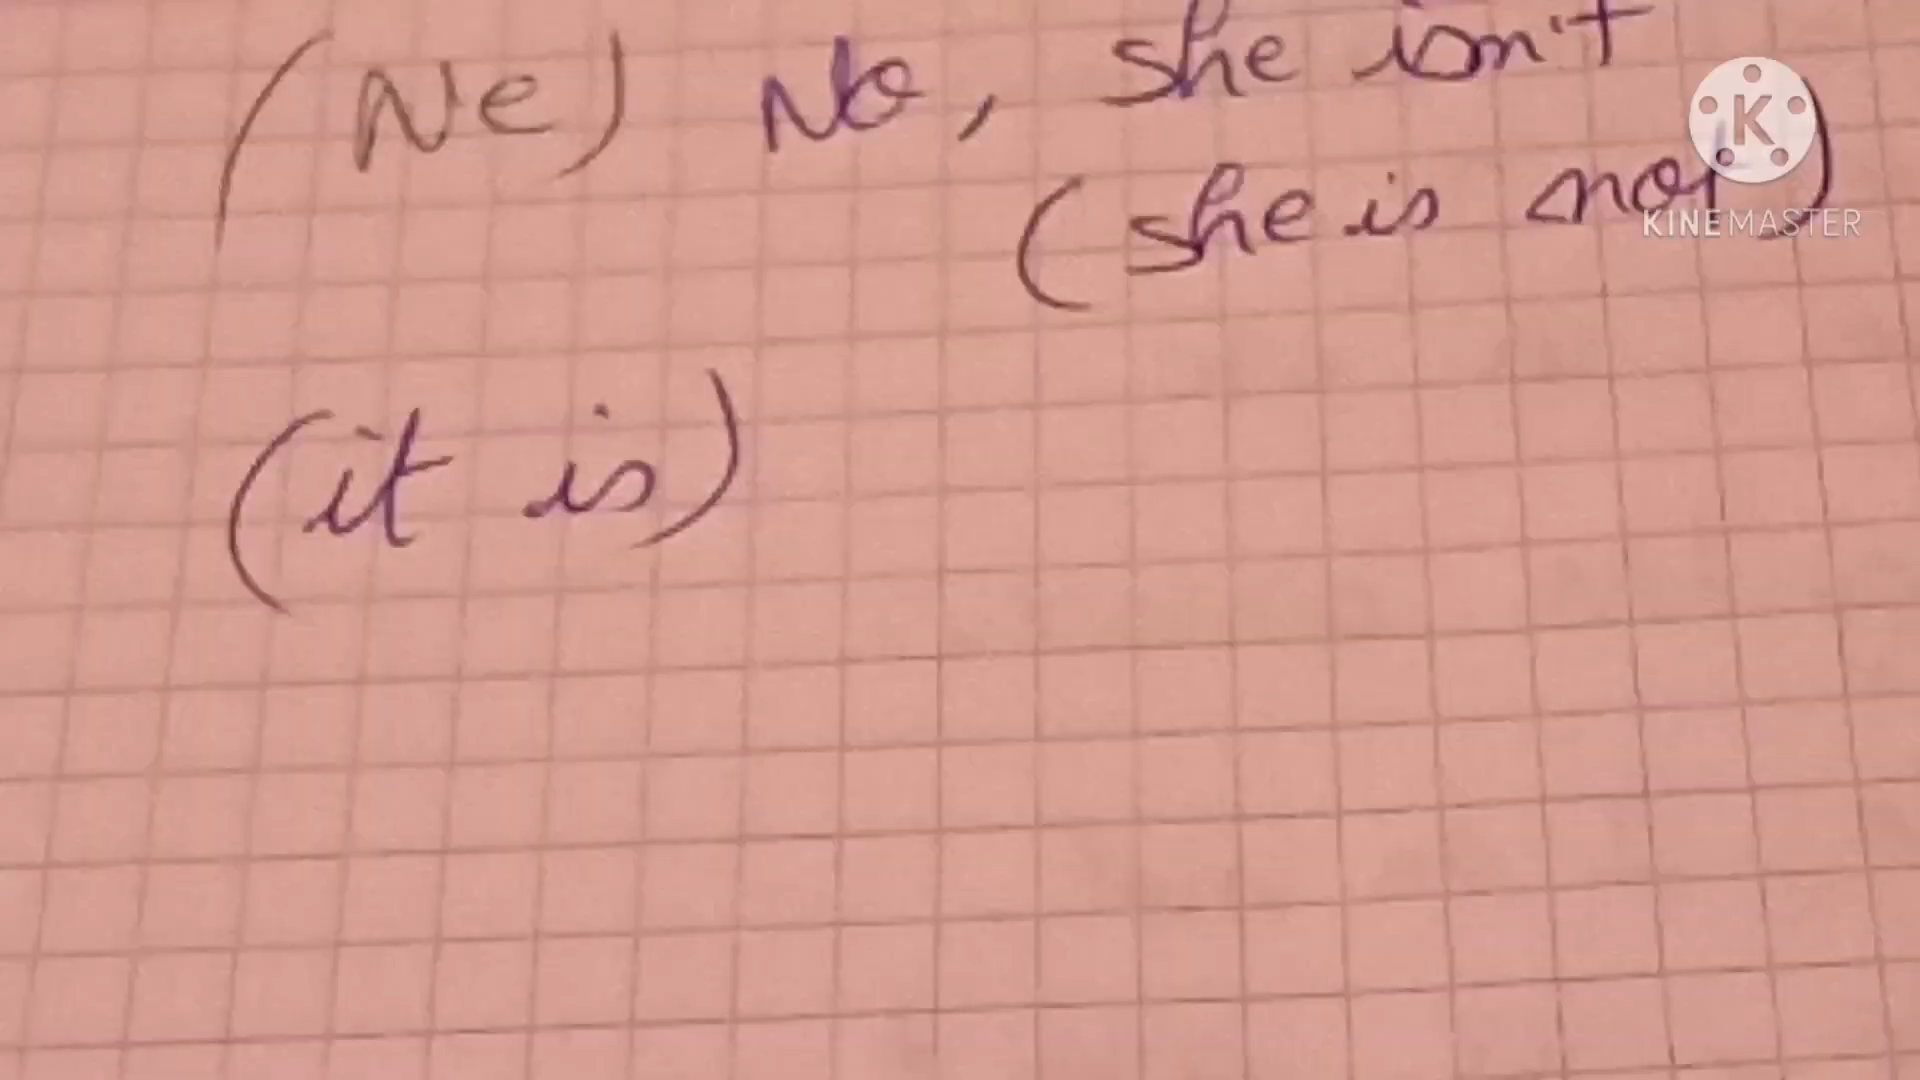 (Ne) No, she isn't
(she is not)
(it is)
K
KINEMASTER